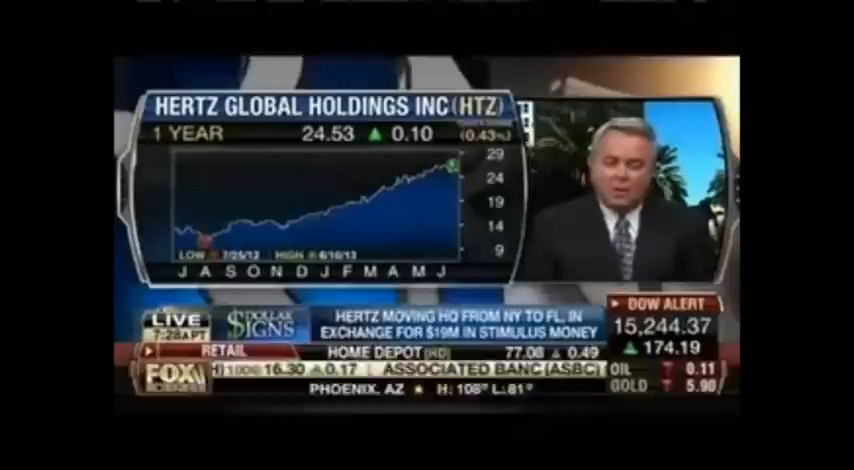 HERTZ GLOBAL HOLDINGS INC (HTZ)
1 YEAR 24.53 ▲ 0.10 (0.43%)
29
24
19
14
9
LOW 7/25/12 HIGH 6/10/13
J A S O N D J F M A M J
LIVE
$ DOLLAR SIGNS
HERTZ MOVING HQ FROM NY TO FL, IN
EXCHANGE FOR $19M IN STIMULUS MONEY
DOW ALERT
15,244.37
▲ 174.19
RETAIL HOME DEPOT (HD) 77.08 ▲ 0.49
16.30 ▲ 0.17 ASSOCIATED BANC (ASBC)
FOX
BUSINESS
PHOENIX, AZ H: 108° L: 81°
OIL ▼ 0.11
GOLD ▼ 5.90